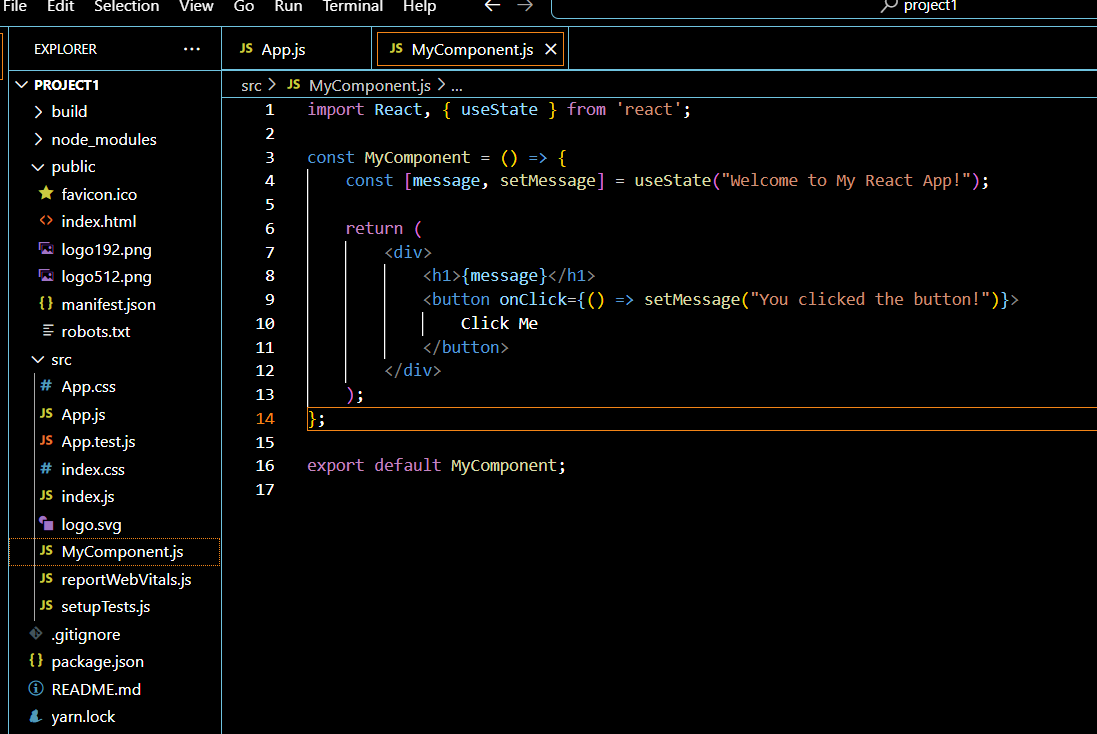 File Edit Selection View Go Run Terminal Help project1
EXPLORER ...
PROJECT1
build
node_modules
public
favicon.ico
index.html
logo192.png
logo512.png
manifest.json
robots.txt
src
App.css
App.js
App.test.js
index.css
index.js
logo.svg
MyComponent.js
reportWebVitals.js
setupTests.js
.gitignore
package.json
README.md
yarn.lock
JS App.js JS MyComponent.js
src > JS MyComponent.js > ...
1 import React, { useState } from 'react';
2
3 const MyComponent = () => {
4     const [message, setMessage] = useState("Welcome to My React App!");
5
6     return (
7         <div>
8             <h1>{message}</h1>
9             <button onClick={() => setMessage("You clicked the button!")}>
10                 Click Me
11             </button>
12         </div>
13     );
14 };
15
16 export default MyComponent;
17